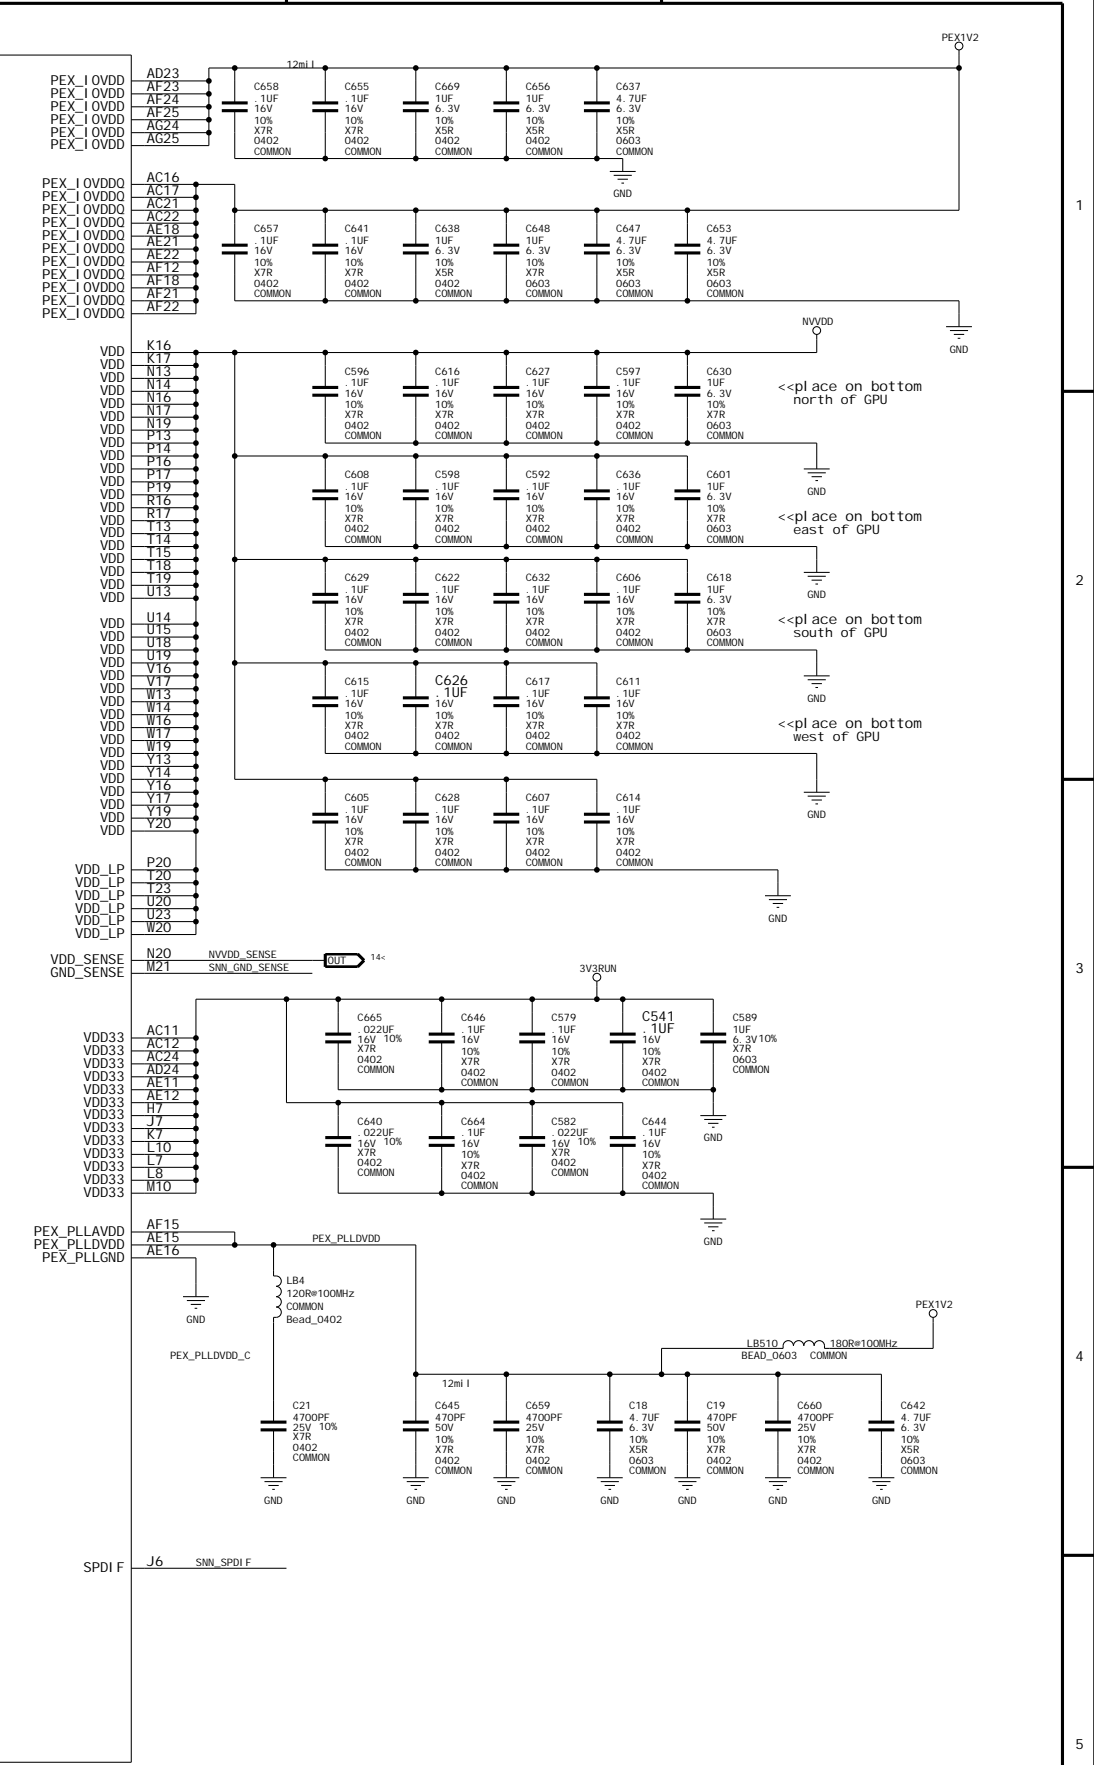 PEX1V2
12mil
PEX_IOVDD AD23
PEX_IOVDD AF23
PEX_IOVDD AF24
PEX_IOVDD AF25
PEX_IOVDD AG24
PEX_IOVDD AG25
C658 .1UF 16V 10% X7R 0402 COMMON
C655 .1UF 16V 10% X7R 0402 COMMON
C669 1UF 6.3V 10% X5R 0402 COMMON
C656 1UF 6.3V 10% X5R 0402 COMMON
C637 4.7UF 6.3V 10% X5R 0603 COMMON
GND
PEX_IOVDDQ AC16
PEX_IOVDDQ AC17
PEX_IOVDDQ AC21
PEX_IOVDDQ AC22
PEX_IOVDDQ AE18
PEX_IOVDDQ AE21
PEX_IOVDDQ AE22
PEX_IOVDDQ AF12
PEX_IOVDDQ AF18
PEX_IOVDDQ AF21
PEX_IOVDDQ AF22
C657 .1UF 16V 10% X7R 0402 COMMON
C641 .1UF 16V 10% X7R 0402 COMMON
C638 1UF 6.3V 10% X5R 0402 COMMON
C648 1UF 6.3V 10% X7R 0603 COMMON
C647 4.7UF 6.3V 10% X5R 0603 COMMON
C653 4.7UF 6.3V 10% X5R 0603 COMMON
GND
1
NVVDD
VDD K16
VDD K17
VDD N13
VDD N14
VDD N16
VDD N17
VDD N19
VDD P13
VDD P14
VDD P16
VDD P17
VDD P19
VDD R16
VDD R17
VDD T13
VDD T14
VDD T15
VDD T18
VDD T19
VDD U13
VDD U14
VDD U15
VDD U18
VDD U19
VDD V16
VDD V17
VDD W13
VDD W14
VDD W16
VDD W17
VDD W19
VDD Y13
VDD Y14
VDD Y16
VDD Y17
VDD Y19
VDD Y20
C596 .1UF 16V 10% X7R 0402 COMMON
C616 .1UF 16V 10% X7R 0402 COMMON
C627 .1UF 16V 10% X7R 0402 COMMON
C597 .1UF 16V 10% X7R 0402 COMMON
C630 1UF 6.3V 10% X7R 0603 COMMON
<<place on bottom
north of GPU
GND
C608 .1UF 16V 10% X7R 0402 COMMON
C598 .1UF 16V 10% X7R 0402 COMMON
C592 .1UF 16V 10% X7R 0402 COMMON
C636 .1UF 16V 10% X7R 0402 COMMON
C601 1UF 6.3V 10% X7R 0603 COMMON
<<place on bottom
east of GPU
GND
2
C629 .1UF 16V 10% X7R 0402 COMMON
C622 .1UF 16V 10% X7R 0402 COMMON
C632 .1UF 16V 10% X7R 0402 COMMON
C606 .1UF 16V 10% X7R 0402 COMMON
C618 1UF 6.3V 10% X7R 0603 COMMON
<<place on bottom
south of GPU
GND
C615 .1UF 16V 10% X7R 0402 COMMON
C626 .1UF 16V 10% X7R 0402 COMMON
C617 .1UF 16V 10% X7R 0402 COMMON
C611 .1UF 16V 10% X7R 0402 COMMON
<<place on bottom
west of GPU
GND
C605 .1UF 16V 10% X7R 0402 COMMON
C628 .1UF 16V 10% X7R 0402 COMMON
C607 .1UF 16V 10% X7R 0402 COMMON
C614 .1UF 16V 10% X7R 0402 COMMON
GND
VDD_LP P20
VDD_LP T20
VDD_LP T23
VDD_LP U20
VDD_LP U23
VDD_LP W20
VDD_SENSE N20 NVVDD_SENSE OUT 14<
GND_SENSE M21 SNN_GND_SENSE
3
3V3RUN
VDD33 AC11
VDD33 AC12
VDD33 AC24
VDD33 AD24
VDD33 AE11
VDD33 AE12
VDD33 H7
VDD33 J7
VDD33 K7
VDD33 L10
VDD33 L7
VDD33 L8
VDD33 M10
C665 .022UF 16V 10% X7R 0402 COMMON
C646 .1UF 16V 10% X7R 0402 COMMON
C579 .1UF 16V 10% X7R 0402 COMMON
C541 .1UF 16V 10% X7R 0402 COMMON
C589 1UF 6.3V 10% X7R 0603 COMMON
GND
C640 .022UF 16V 10% X7R 0402 COMMON
C664 .1UF 16V 10% X7R 0402 COMMON
C582 .022UF 16V 10% X7R 0402 COMMON
C644 .1UF 16V 10% X7R 0402 COMMON
GND
PEX_PLLAVDD AF15
PEX_PLLDVDD AE15 PEX_PLLDVDD
PEX_PLLGND AE16
GND
LB4
120R@100MHz
COMMON
Bead_0402
PEX_PLLDVDD_C
PEX1V2
LB510 180R@100MHz
BEAD_0603 COMMON
4
12mil
C21 4700PF 25V 10% X7R 0402 COMMON
C645 470PF 50V 10% X7R 0402 COMMON
C659 4700PF 25V 10% X7R 0402 COMMON
C18 4.7UF 6.3V 10% X5R 0603 COMMON
C19 470PF 50V 10% X7R 0402 COMMON
C660 4700PF 25V 10% X7R 0402 COMMON
C642 4.7UF 6.3V 10% X5R 0603 COMMON
GND GND GND GND GND GND GND
SPDIF J6 SNN_SPDIF
5